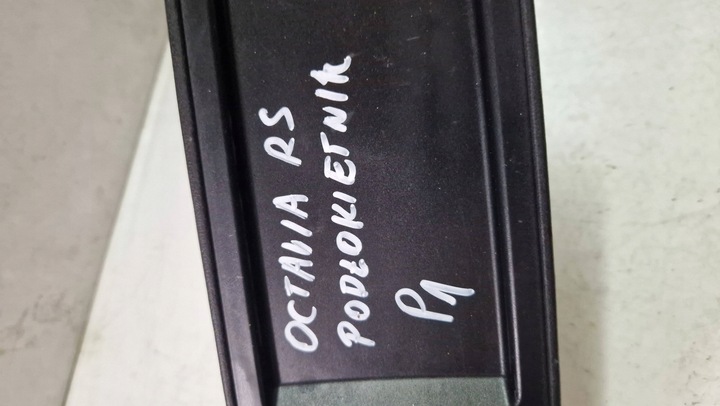 OCTAVIA RS
PODŁOKIETNIK
P1